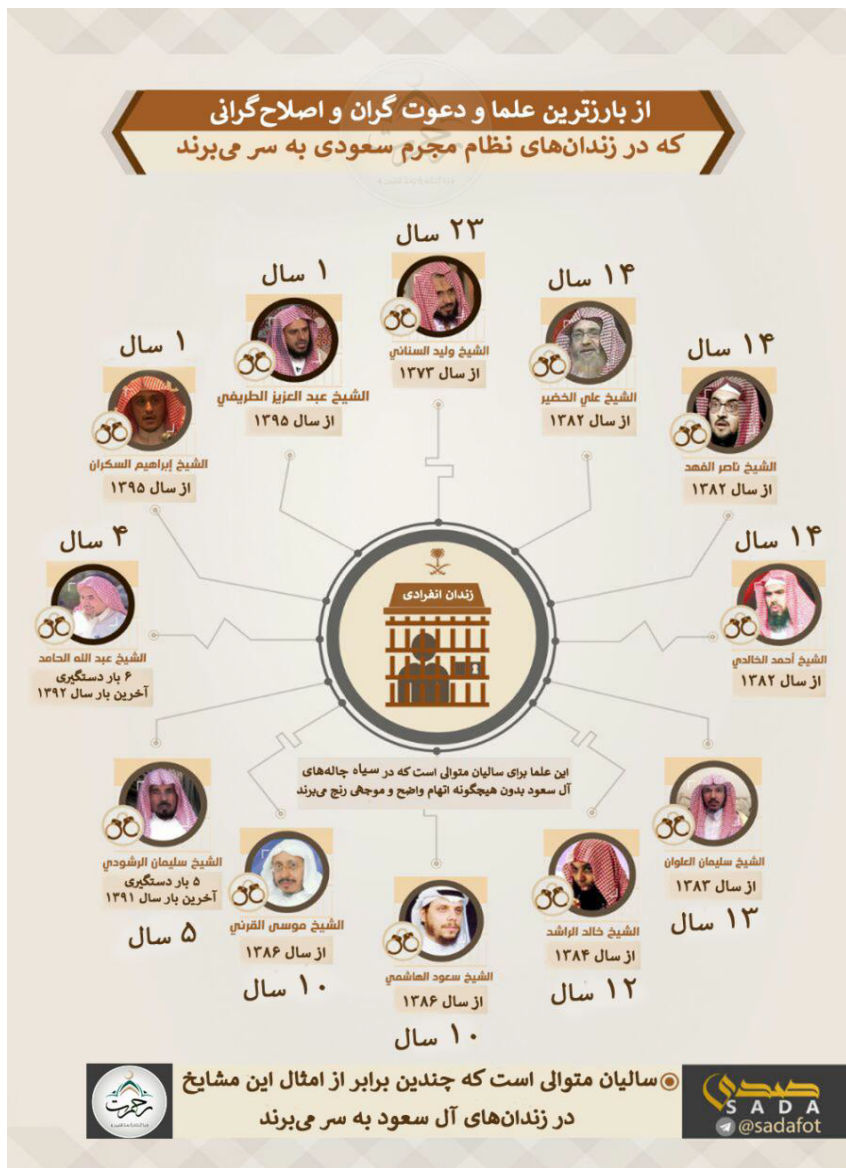 از بارزترین علما و دعوت گران و اصلاح‌گرانی
که در زندان‌های نظام مجرم سعودی به سر می‌برند
۲۳ سال
الشيخ وليد السناني
از سال ۱۳۷۳
۱۴ سال
الشيخ علي الخضير
از سال ۱۳۸۲
۱۴ سال
الشيخ ناصر الفهد
از سال ۱۳۸۲
۱۴ سال
الشيخ أحمد الخالدي
از سال ۱۳۸۲
الشيخ سليمان العلوان
از سال ۱۳۸۳
۱۳ سال
الشيخ خالد الراشد
از سال ۱۳۸۴
۱۲ سال
الشيخ سعود الهاشمي
از سال ۱۳۸۶
۱۰ سال
الشيخ موسى القرني
از سال ۱۳۸۶
۱۰ سال
الشيخ سليمان الرشودي
۵ بار دستگیری
آخرین بار سال ۱۳۹۱
۵ سال
۴ سال
الشيخ عبد الله الحامد
۶ بار دستگیری
آخرین بار سال ۱۳۹۲
۱ سال
الشيخ إبراهيم السكران
از سال ۱۳۹۵
۱ سال
الشيخ عبد العزيز الطريفي
از سال ۱۳۹۵
زندان انفرادی
این علما برای سالیان متوالی است که در سیاه چاله‌های
آل سعود بدون هیچگونه اتهام واضح و موجهی رنج می‌برند
سالیان متوالی است که چندین برابر از امثال این مشایخ
در زندان‌های آل سعود به سر می‌برند
صدى
SADA
@sadafot
رحمت